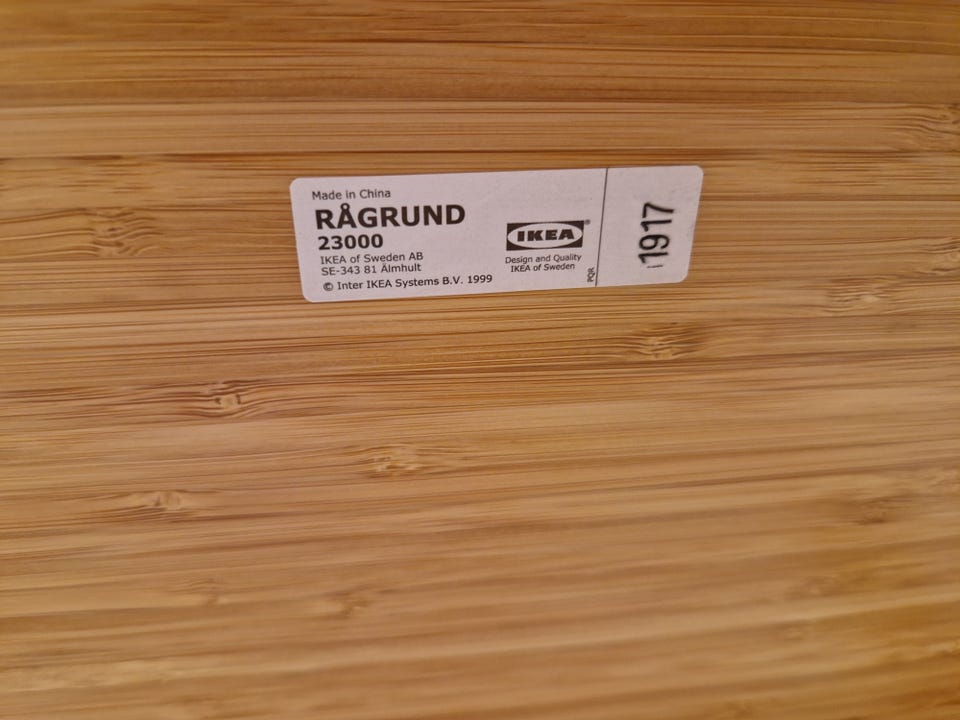 Made in China
RÅGRUND
23000
IKEA of Sweden AB
SE-343 81 Älmhult
© Inter IKEA Systems B.V. 1999
IKEA®
Design and Quality
IKEA of Sweden
PQR
1917